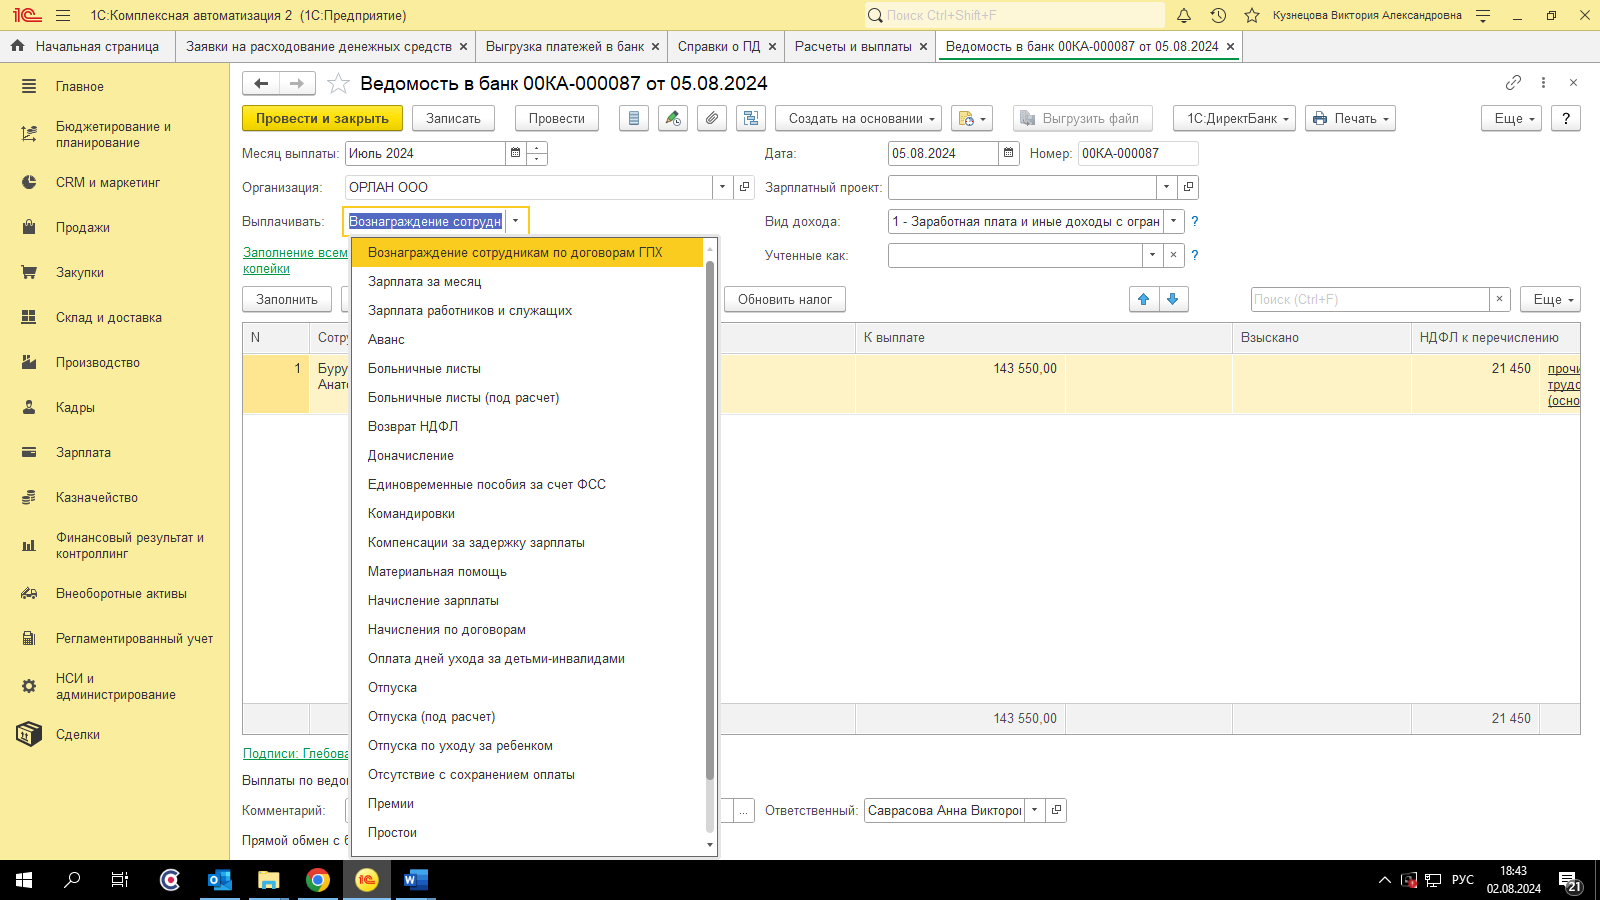 1С:Комплексная автоматизация 2 (1С:Предприятие)
Поиск Ctrl+Shift+F
Кузнецова Виктория Александровна
Начальная страница
Заявки на расходование денежных средств
Выгрузка платежей в банк
Справки о ПД
Расчеты и выплаты
Ведомость в банк 00КА-000087 от 05.08.2024
Главное
Бюджетирование и
планирование
CRM и маркетинг
Продажи
Закупки
Склад и доставка
Производство
Кадры
Зарплата
Казначейство
Финансовый результат и
контроллинг
Внеоборотные активы
Регламентированный учет
НСИ и
администрирование
Сделки
Ведомость в банк 00КА-000087 от 05.08.2024
Провести и закрыть
Записать
Провести
Создать на основании
Выгрузить файл
1С:ДиректБанк
Печать
Еще
?
Месяц выплаты:
Июль 2024
Дата:
05.08.2024
Номер:
00КА-000087
Организация:
ОРЛАН ООО
Зарплатный проект:
Выплачивать:
Вознаграждение сотрудн
Вид дохода:
1 - Заработная плата и иные доходы с огран
?
Заполнение всем
копейки
Учтенные как:
?
Заполнить
Обновить налог
Поиск (Ctrl+F)
Еще
N
Сотру
К выплате
Взыскано
НДФЛ к перечислению
1
Буру
Анато
143 550,00
21 450
прочи
трудо
(осно
143 550,00
21 450
Вознаграждение сотрудникам по договорам ГПХ
Зарплата за месяц
Зарплата работников и служащих
Аванс
Больничные листы
Больничные листы (под расчет)
Возврат НДФЛ
Доначисление
Единовременные пособия за счет ФСС
Командировки
Компенсации за задержку зарплаты
Материальная помощь
Начисление зарплаты
Начисления по договорам
Оплата дней ухода за детьми-инвалидами
Отпуска
Отпуска (под расчет)
Отпуска по уходу за ребенком
Отсутствие с сохранением оплаты
Премии
Простои
Подписи: Глебова
Выплаты по ведо
Комментарий:
...
Ответственный:
Саврасова Анна Викторов
Прямой обмен с б
РУС
18:43
02.08.2024
21